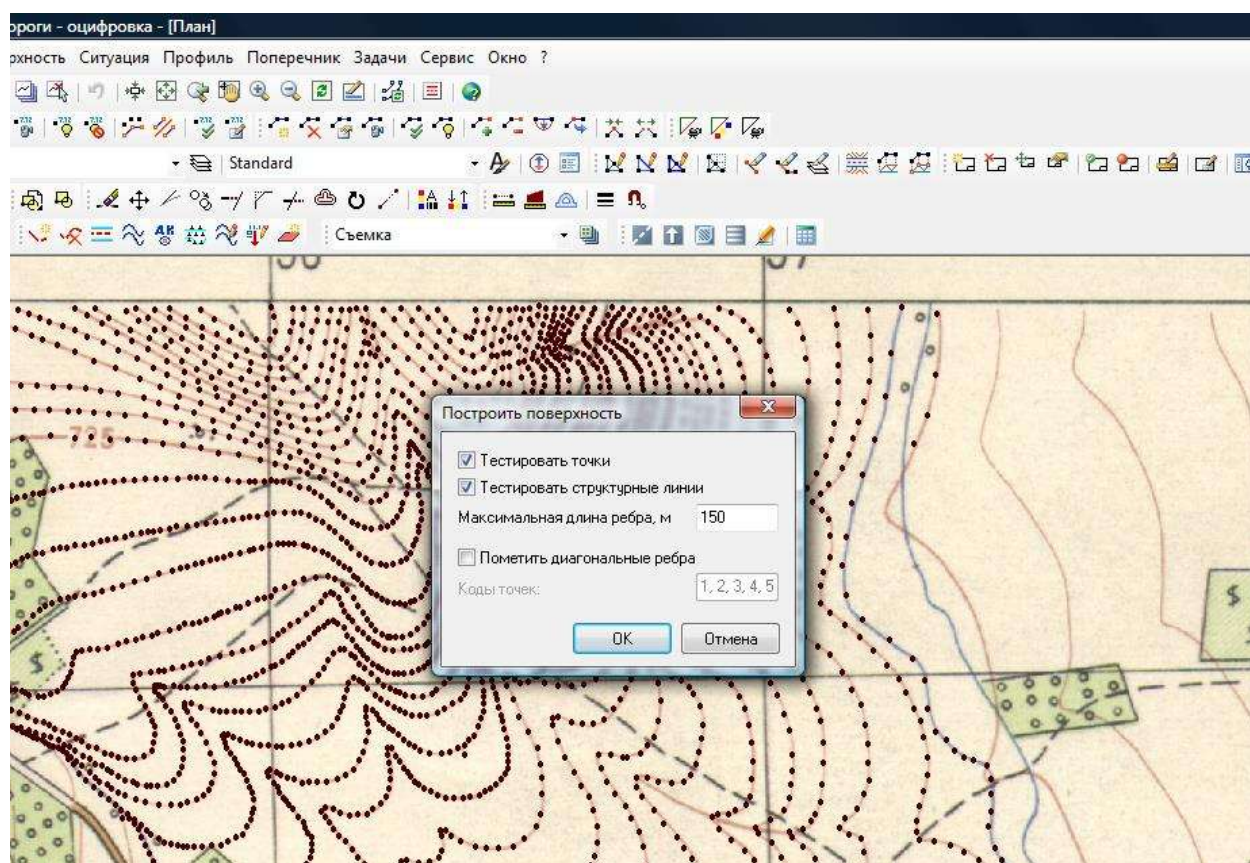 ороги - оцифровка - [План]
рхность Ситуация Профиль Поперечник Задачи Сервис Окно ?
Standard
Съемка
725
Построить поверхность
Тестировать точки
Тестировать структурные линии
Максимальная длина ребра, м 150
Пометить диагональные ребра
Коды точек: 1, 2, 3, 4, 5
ОК Отмена
$
$